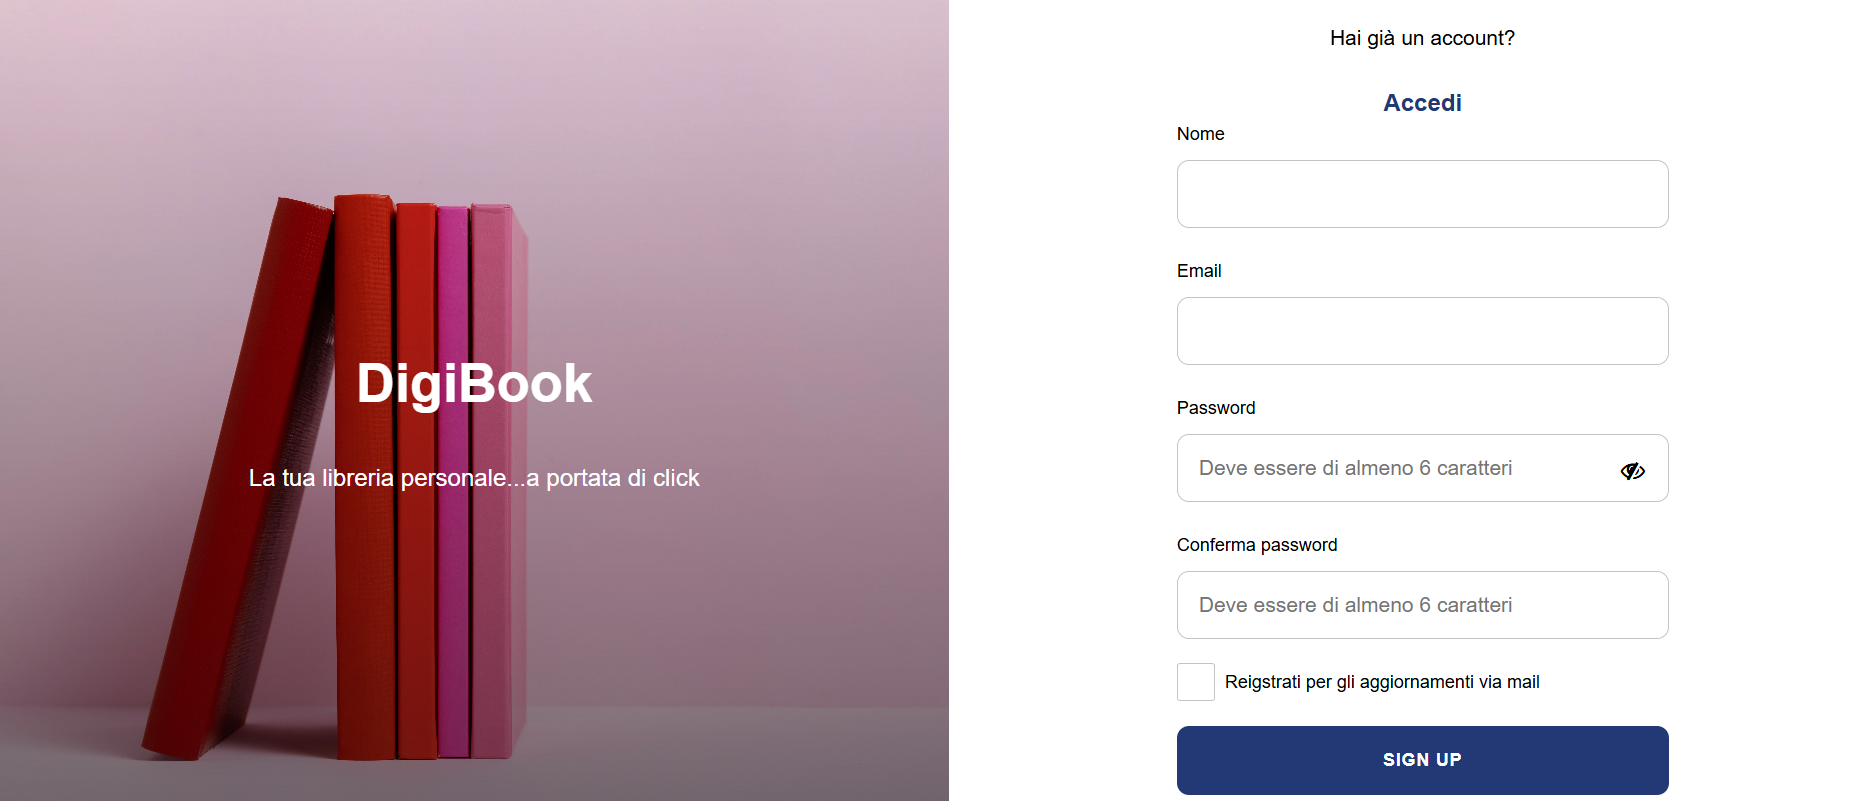 DigiBook
La tua libreria personale...a portata di click
Hai già un account?
Accedi
Nome
Email
Password
Deve essere di almeno 6 caratteri
Conferma password
Deve essere di almeno 6 caratteri
Reigstrati per gli aggiornamenti via mail
SIGN UP